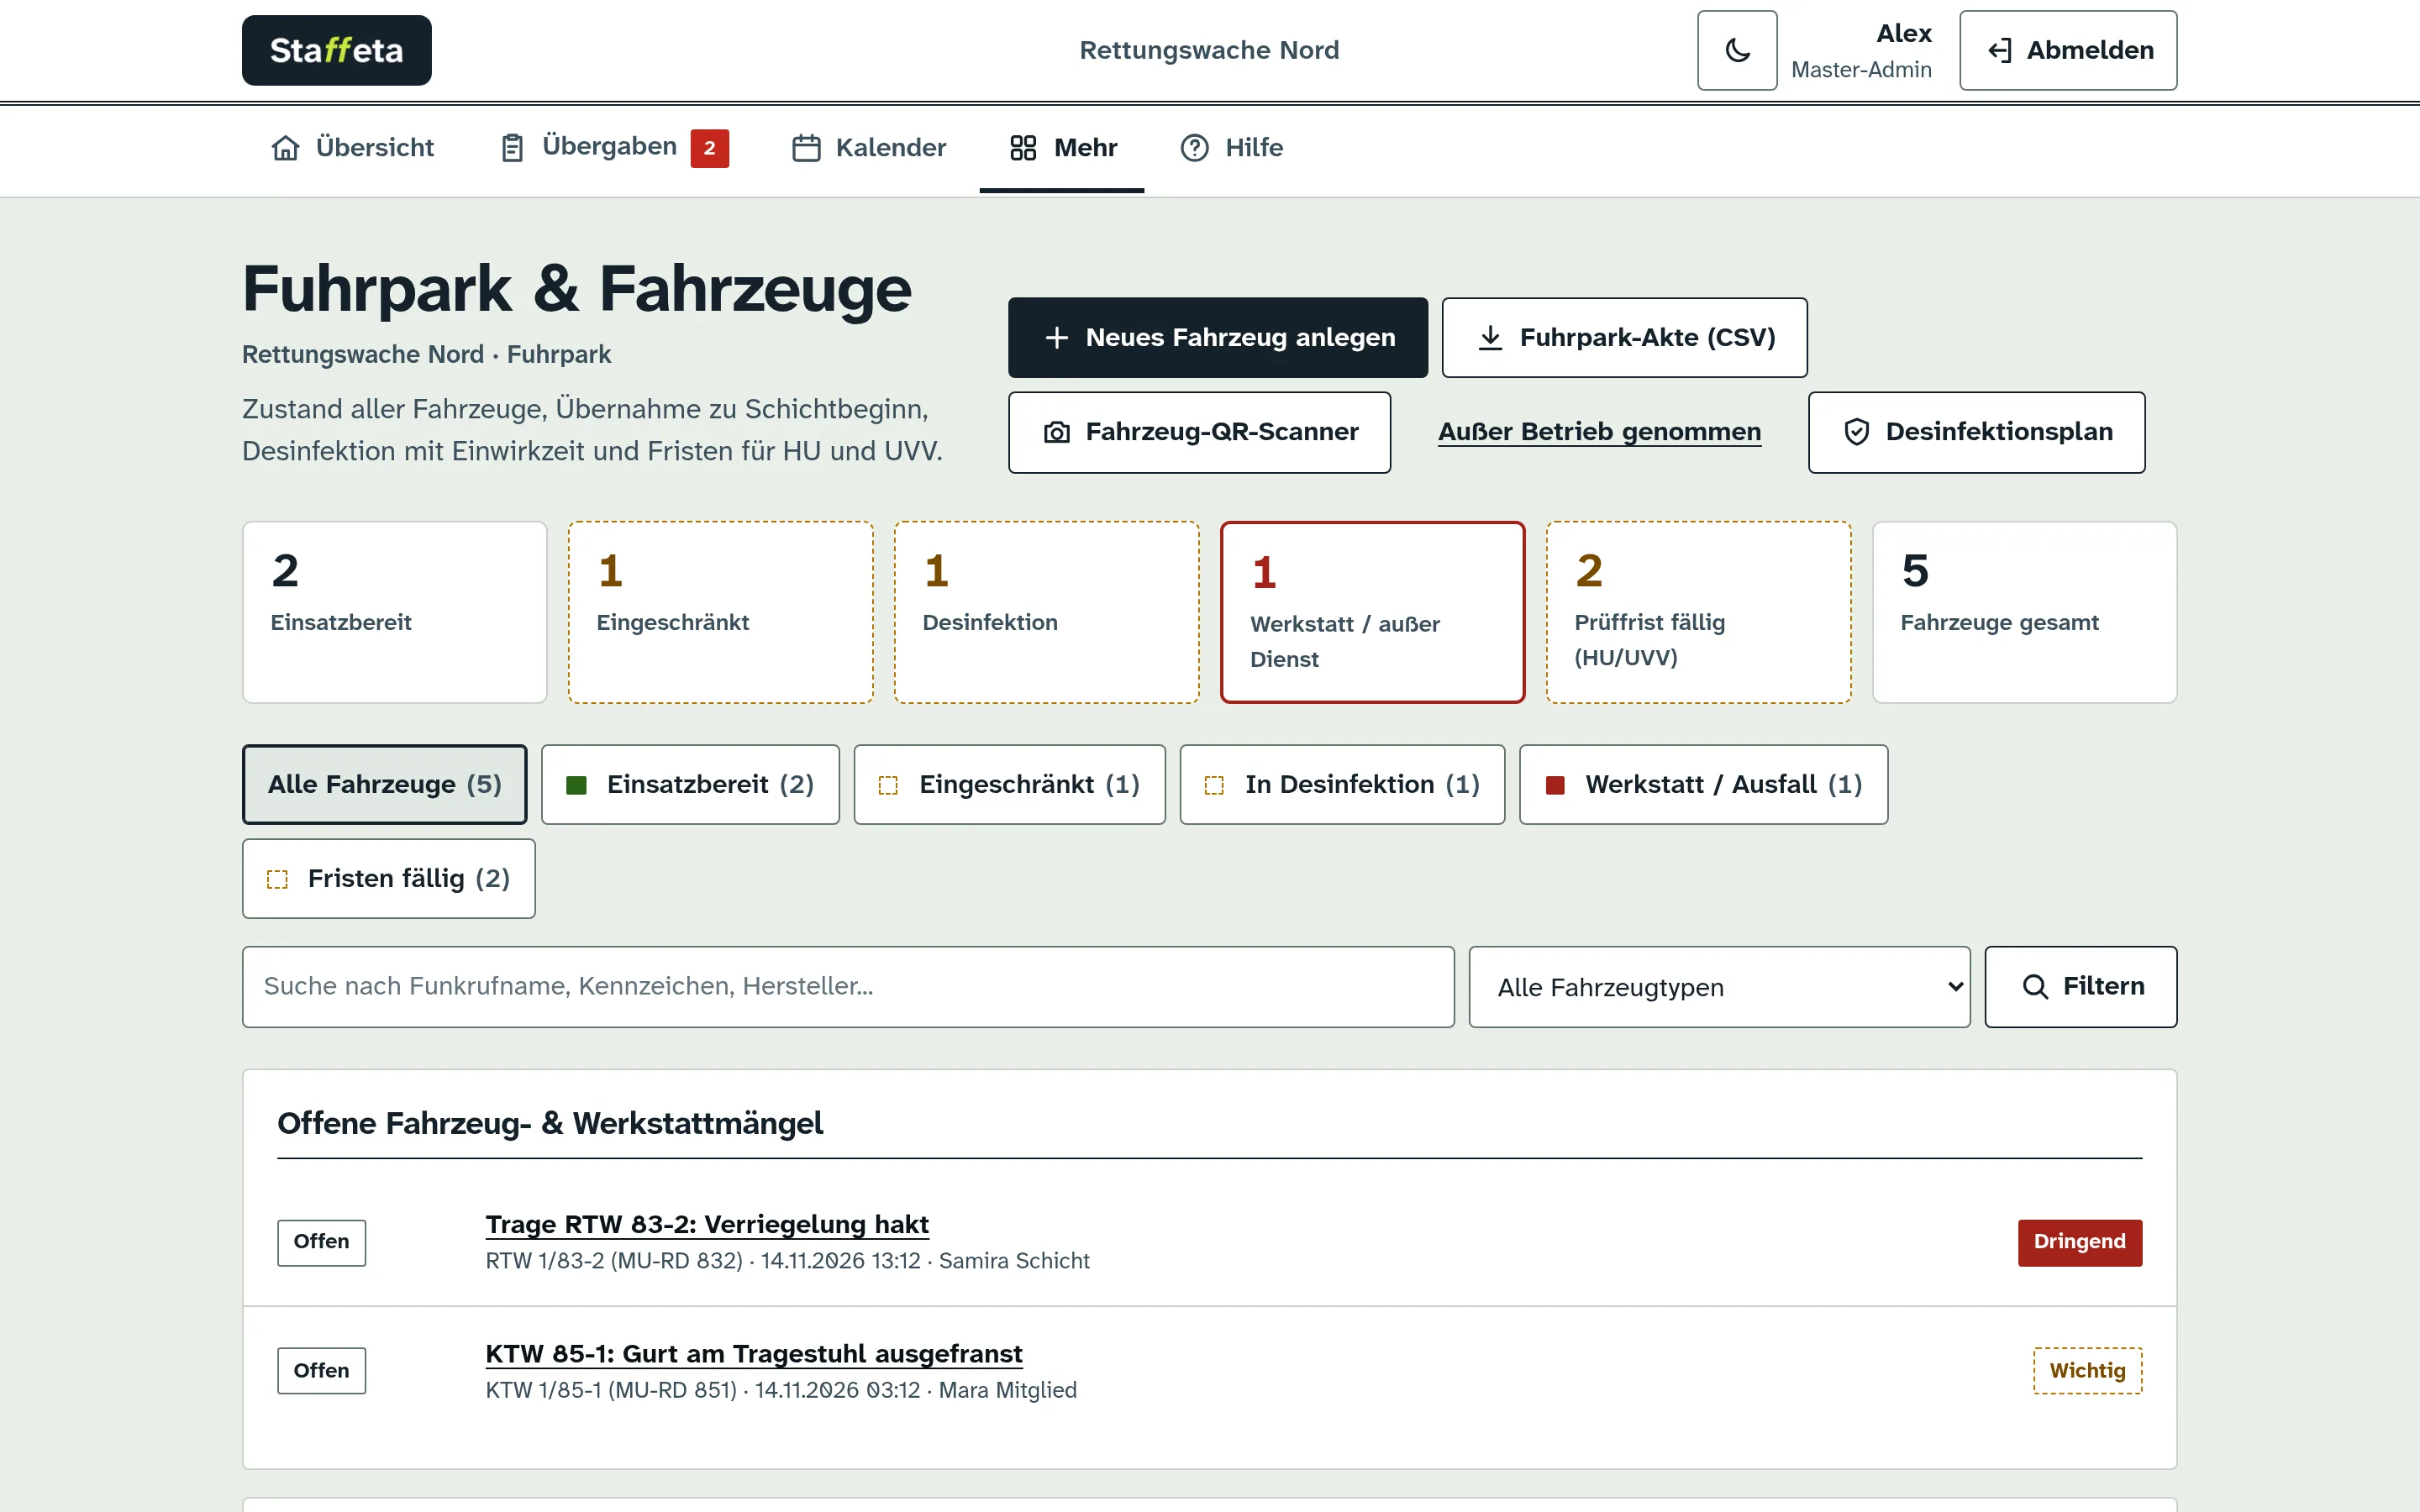 Staffeta
Rettungswache Nord
Alex
Master-Admin
Abmelden
Übersicht
Übergaben 2
Kalender
Mehr
Hilfe
Fuhrpark & Fahrzeuge
Rettungswache Nord · Fuhrpark
Zustand aller Fahrzeuge, Übernahme zu Schichtbeginn,
Desinfektion mit Einwirkzeit und Fristen für HU und UVV.
Neues Fahrzeug anlegen
Fuhrpark-Akte (CSV)
Fahrzeug-QR-Scanner
Außer Betrieb genommen
Desinfektionsplan
2
Einsatzbereit
1
Eingeschränkt
1
Desinfektion
1
Werkstatt / außer
Dienst
2
Prüffrist fällig
(HU/UVV)
5
Fahrzeuge gesamt
Alle Fahrzeuge (5)
Einsatzbereit (2)
Eingeschränkt (1)
In Desinfektion (1)
Werkstatt / Ausfall (1)
Fristen fällig (2)
Suche nach Funkrufname, Kennzeichen, Hersteller...
Alle Fahrzeugtypen
Filtern
Offene Fahrzeug- & Werkstattmängel
Offen
Trage RTW 83-2: Verriegelung hakt
RTW 1/83-2 (MU-RD 832) · 14.11.2026 13:12 · Samira Schicht
Dringend
Offen
KTW 85-1: Gurt am Tragestuhl ausgefranst
KTW 1/85-1 (MU-RD 851) · 14.11.2026 03:12 · Mara Mitglied
Wichtig